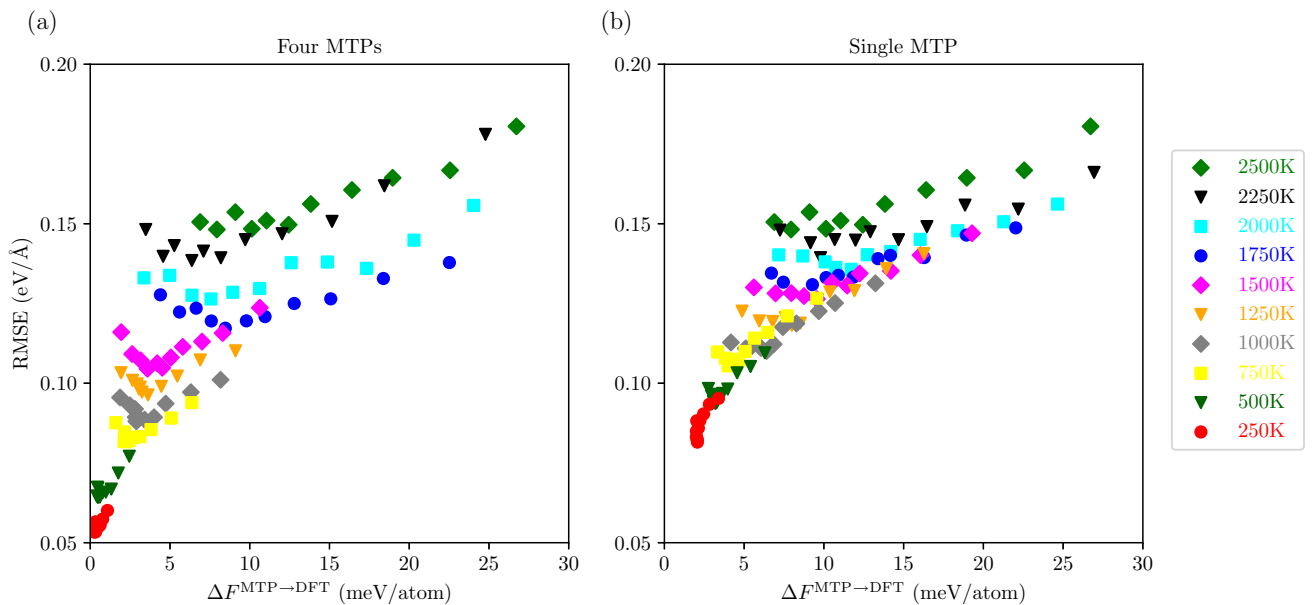 (a)
Four MTPs
0.20
0.15
0.10
0.05
RMSE (eV/Å)
0
5
10
15
20
25
30
ΔF^MTP→DFT (meV/atom)
(b)
Single MTP
0.20
0.15
0.10
0.05
0
5
10
15
20
25
30
ΔF^MTP→DFT (meV/atom)
2500K
2250K
2000K
1750K
1500K
1250K
1000K
750K
500K
250K